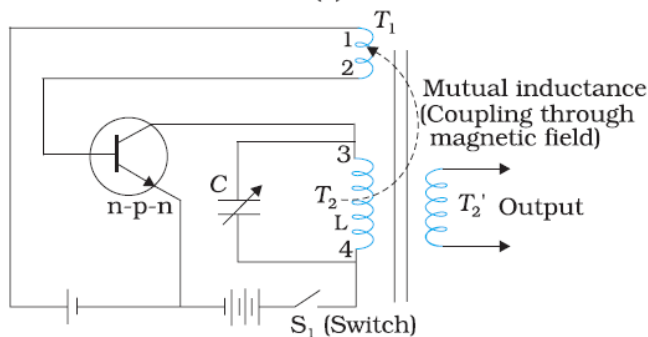 T₁
1
2
Mutual inductance
(Coupling through
magnetic field)
3
C
T₂
L
T₂' Output
n-p-n
4
S₁ (Switch)